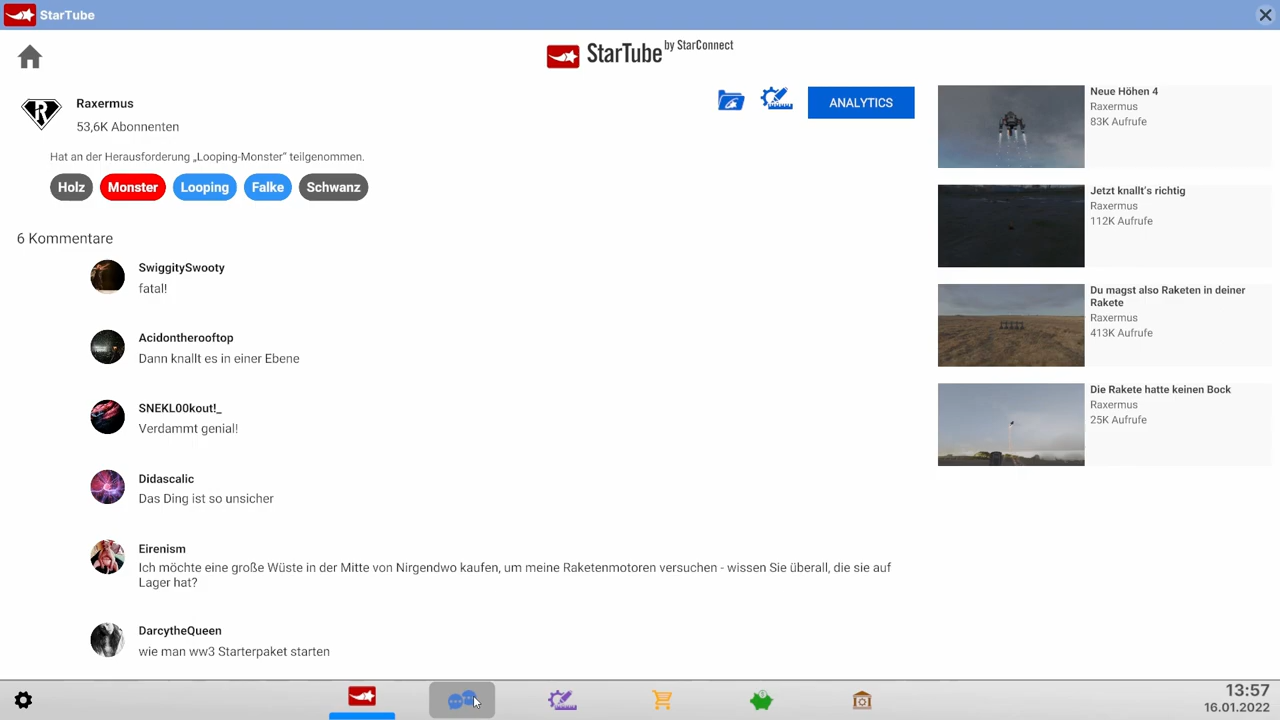 StarTube
StarTube by StarConnect
Raxermus
53,6K Abonnenten
ANALYTICS
Hat an der Herausforderung „Looping-Monster“ teilgenommen.
Holz Monster Looping Falke Schwanz
6 Kommentare
SwiggitySwooty
fatal!
Acidontherooftop
Dann knallt es in einer Ebene
SNEKL00kout!_
Verdammt genial!
Didascalic
Das Ding ist so unsicher
Eirenism
Ich möchte eine große Wüste in der Mitte von Nirgendwo kaufen, um meine Raketenmotoren versuchen - wissen Sie überall, die sie auf
Lager hat?
DarcytheQueen
wie man ww3 Starterpaket starten
Neue Höhen 4
Raxermus
83K Aufrufe
Jetzt knallt's richtig
Raxermus
112K Aufrufe
Du magst also Raketen in deiner
Rakete
Raxermus
413K Aufrufe
Die Rakete hatte keinen Bock
Raxermus
25K Aufrufe
13:57
16.01.2022